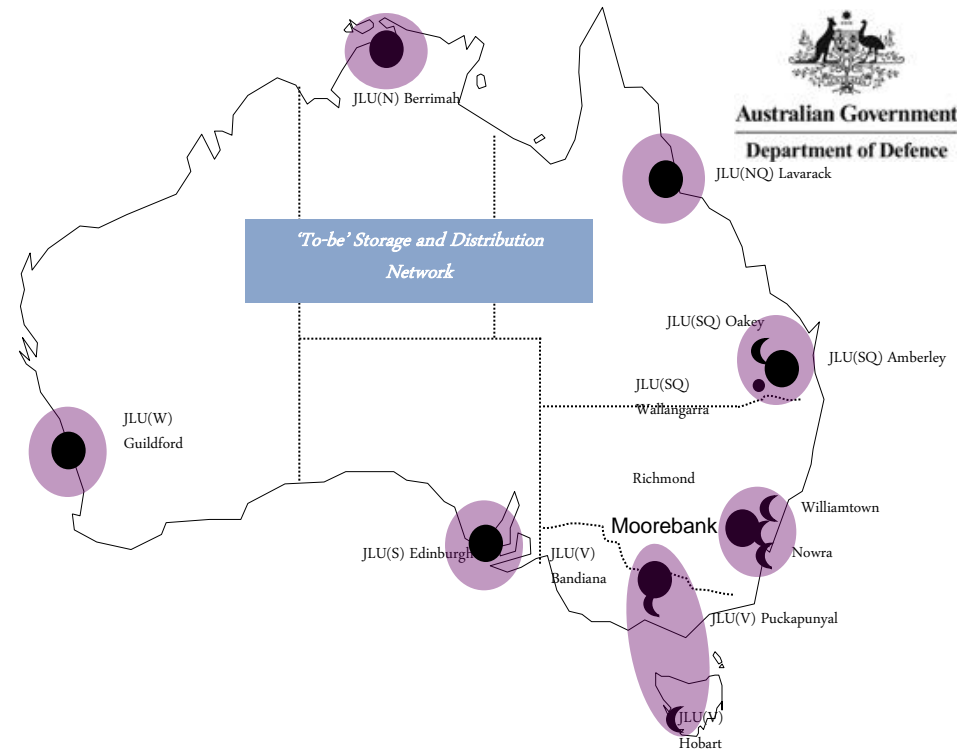 Australian Government
Department of Defence
JLU(N) Berrimah
JLU(NQ) Lavarack
'To-be' Storage and Distribution
Network
JLU(SQ) Oakey
JLU(SQ) Amberley
JLU(SQ)
Wallangarra
JLU(W)
Guildford
Richmond
Williamtown
Moorebank
Nowra
JLU(S) Edinburgh
JLU(V)
Bandiana
JLU(V) Puckapunyal
JLU(V)
Hobart